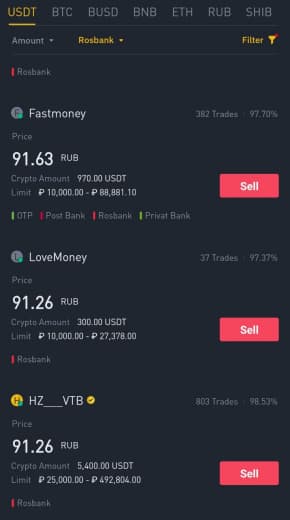 USDT BTC BUSD BNB ETH RUB SHIB
Amount Rosbank Filter
Rosbank
F Fastmoney 382 Trades | 97.70%
Price
91.63 RUB
Crypto Amount 970.00 USDT
Limit ₽ 10,000.00 - ₽ 88,881.10
Sell
OTP Post Bank Rosbank Privat Bank
L LoveMoney 37 Trades | 97.37%
Price
91.26 RUB
Crypto Amount 300.00 USDT
Limit ₽ 10,000.00 - ₽ 27,378.00
Sell
Rosbank
H HZ___VTB 803 Trades | 98.53%
Price
91.26 RUB
Crypto Amount 5,400.00 USDT
Limit ₽ 25,000.00 - ₽ 492,804.00
Sell
Rosbank